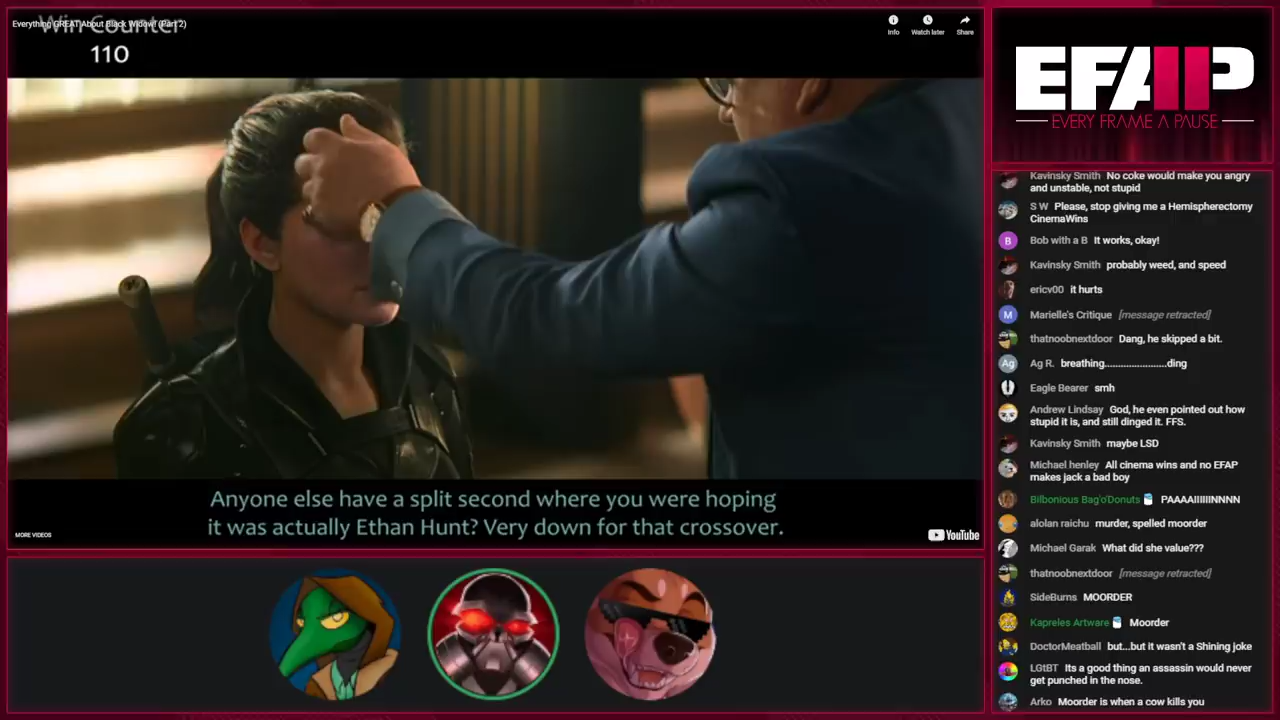 Everything GREAT About Black Widow! (Part 2)
Win Counter
110
Info
Watch later
Share
Anyone else have a split second where you were hoping
it was actually Ethan Hunt? Very down for that crossover.
MORE VIDEOS
YouTube
EFAP
EVERY FRAME A PAUSE
Kavinsky Smith No coke would make you angry
and unstable, not stupid
S W Please, stop giving me a Hemispherectomy
CinemaWins
B
Bob with a B It works, okay!
Kavinsky Smith probably weed, and speed
ericv00 it hurts
M
Marielle's Critique [message retracted]
thatnoobnextdoor Dang, he skipped a bit.
Ag
Ag R. breathing........................ding
Eagle Bearer smh
Andrew Lindsay God, he even pointed out how
stupid it is, and still dinged it. FFS.
Kavinsky Smith maybe LSD
Michael henley All cinema wins and no EFAP
makes jack a bad boy
Bilbonious Bag'o'Donuts PAAAAIIIIIINNNN
alolan raichu murder, spelled moorder
Michael Garak What did she value???
thatnoobnextdoor [message retracted]
SideBurns MOORDER
Kapreles Artware Moorder
DoctorMeatball but...but it wasn't a Shining joke
LGtBT Its a good thing an assassin would never
get punched in the nose.
Arko Moorder is when a cow kills you